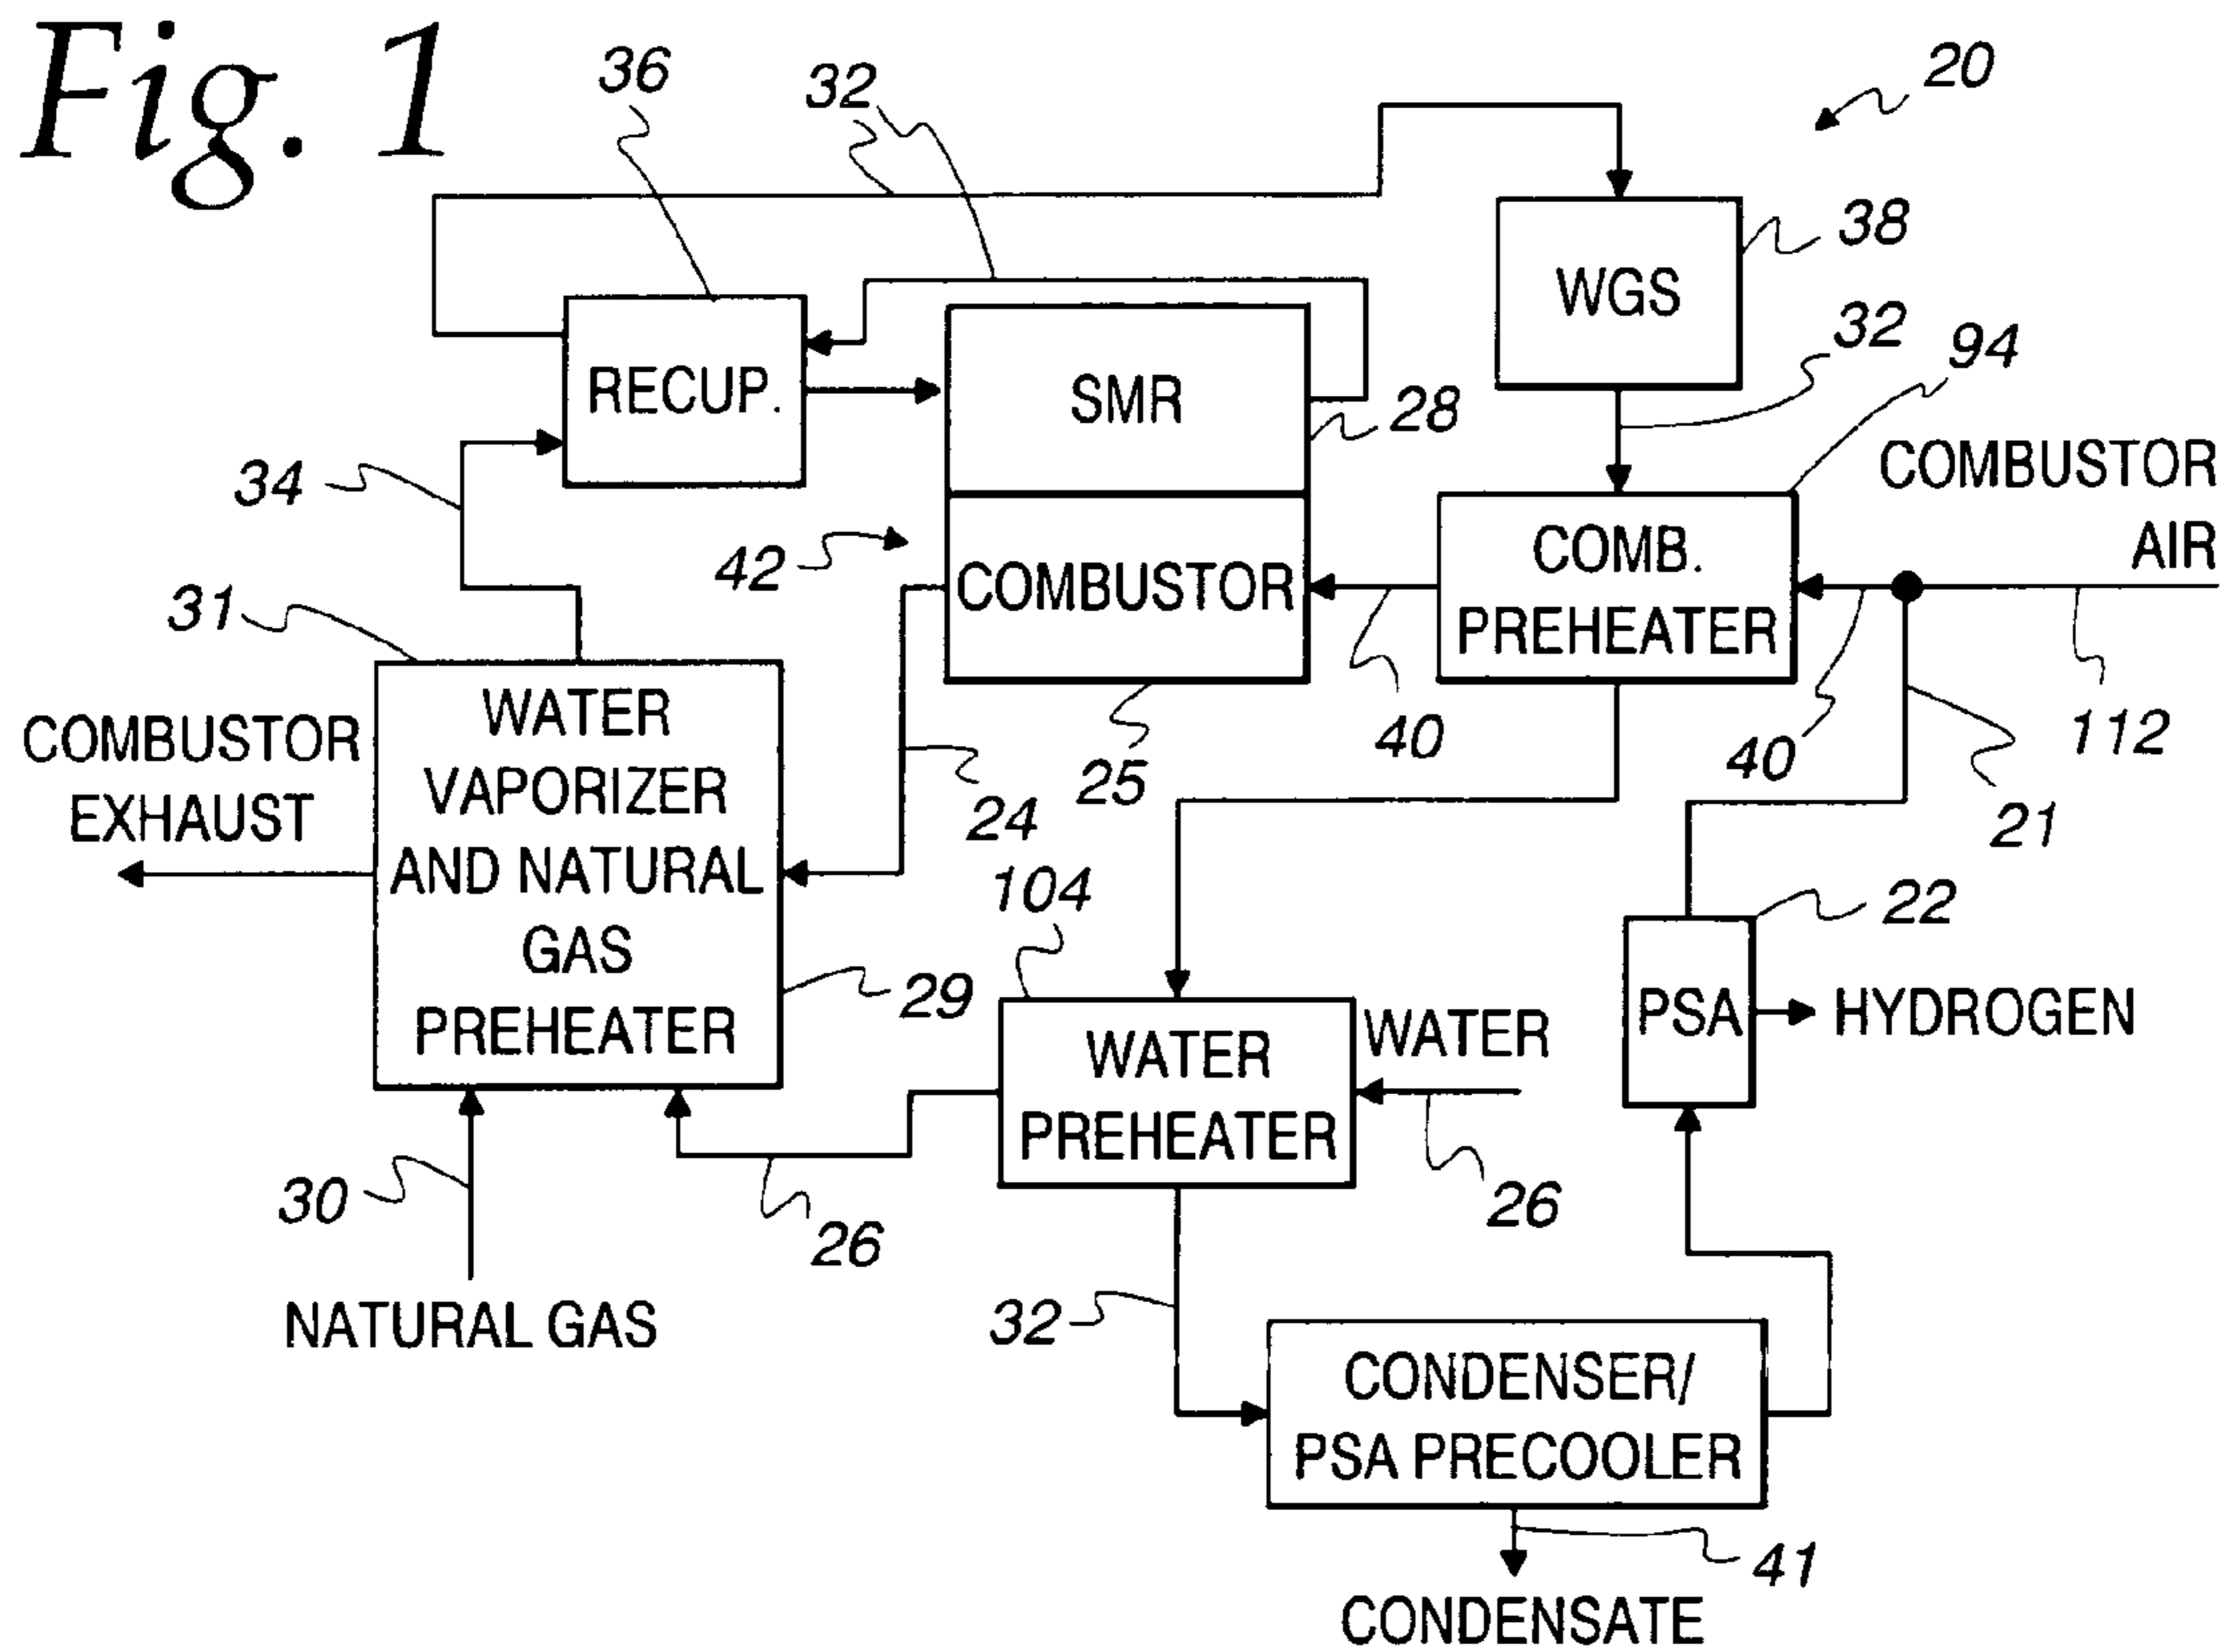 Fig. 1
36
32
20
38
WGS
32
94
RECUP.
SMR
28
COMBUSTOR
AIR
34
42
COMBUSTOR
COMB.
PREHEATER
31
WATER
VAPORIZER
AND NATURAL
GAS
PREHEATER
COMBUSTOR
EXHAUST
25
40
40
112
24
21
104
22
29
PSA
HYDROGEN
WATER
PREHEATER
WATER
30
26
26
NATURAL GAS
32
CONDENSER/
PSA PRECOOLER
41
CONDENSATE